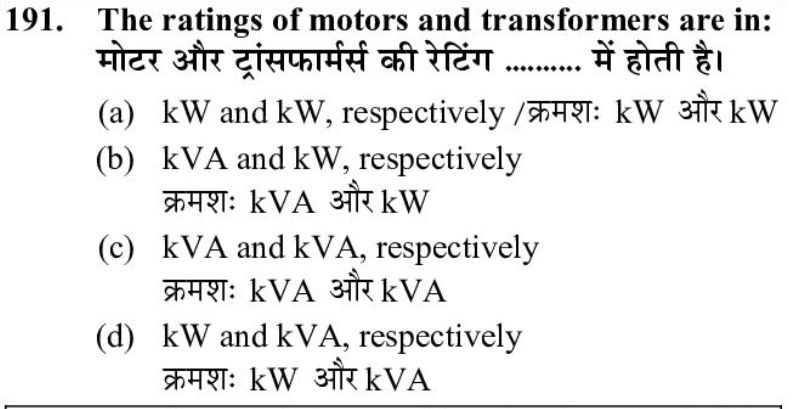 191. The ratings of motors and transformers are in:
मोटर और ट्रांसफार्मर्स की रेटिंग .......... में होती है।
(a) kW and kW, respectively /क्रमशः kW और kW
(b) kVA and kW, respectively
क्रमशः kVA और kW
(c) kVA and kVA, respectively
क्रमशः kVA और kVA
(d) kW and kVA, respectively
क्रमशः kW और kVA